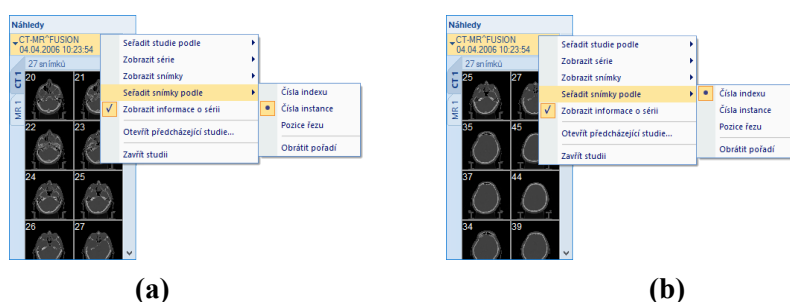 Náhledy
CT-MR^FUSION
04.04.2006 10:23:54
27 snímků
CT 1
MR 1
20 21
22 23
24 25
26 27
Seřadit studie podle
Zobrazit série
Zobrazit snímky
Seřadit snímky podle
Zobrazit informace o sérii
Otevřít předcházející studie...
Zavřít studii
Čísla indexu
Čísla instance
Pozice řezu
Obrátit pořadí
(a)
Náhledy
CT-MR^FUSION
04.04.2006 10:23:54
27 snímků
CT 1
MR 1
25 27
35 45
37 44
34 39
Seřadit studie podle
Zobrazit série
Zobrazit snímky
Seřadit snímky podle
Zobrazit informace o sérii
Otevřít předcházející studie...
Zavřít studii
Čísla indexu
Čísla instance
Pozice řezu
Obrátit pořadí
(b)